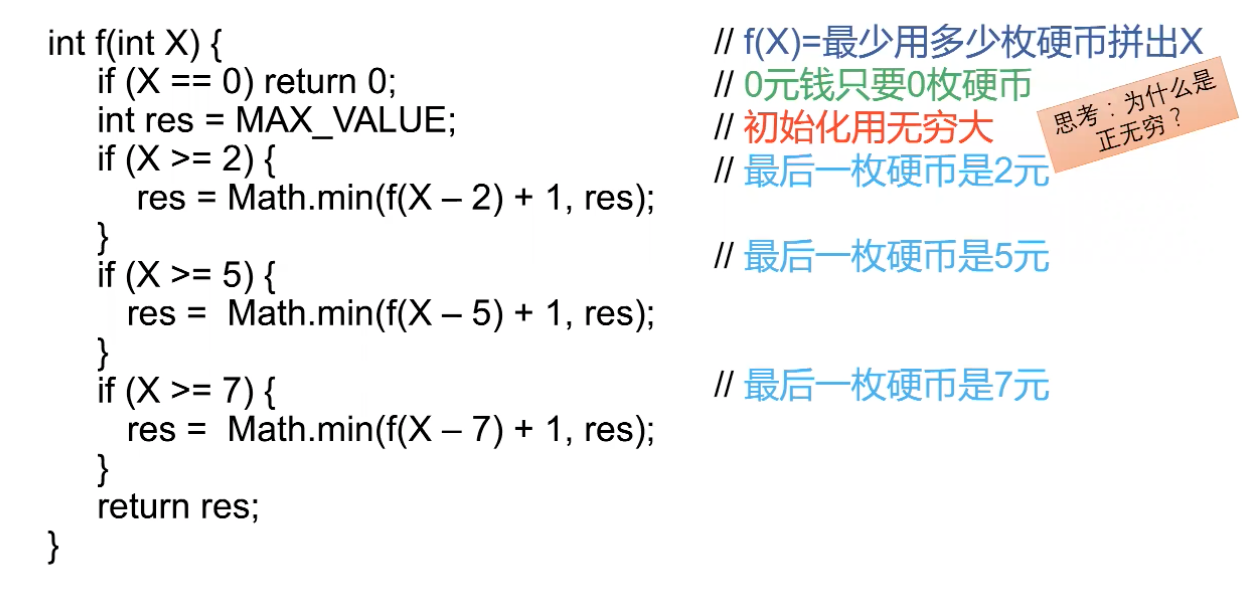 int f(int X) { // f(X)=最少用多少枚硬币拼出X
if (X == 0) return 0; // 0元钱只要0枚硬币
int res = MAX_VALUE; // 初始化用无穷大
思考：为什么是
正无穷？
if (X >= 2) { // 最后一枚硬币是2元
res = Math.min(f(X – 2) + 1, res);
}
if (X >= 5) { // 最后一枚硬币是5元
res = Math.min(f(X – 5) + 1, res);
}
if (X >= 7) { // 最后一枚硬币是7元
res = Math.min(f(X – 7) + 1, res);
}
return res;
}